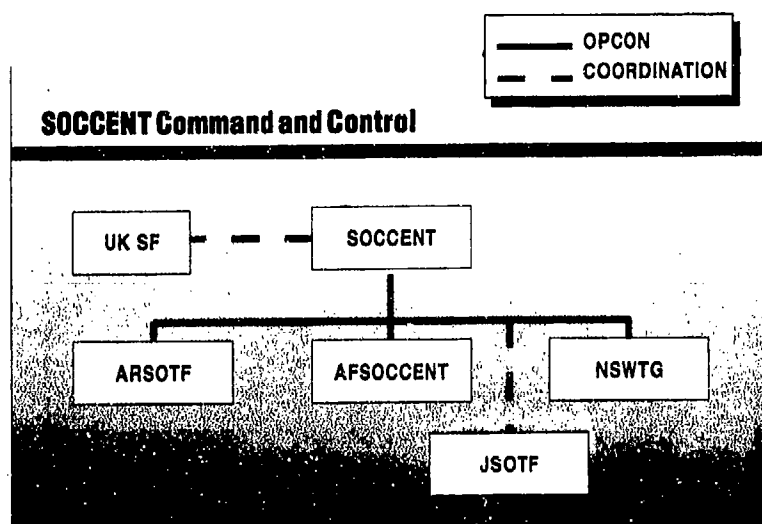 OPCON
COORDINATION
SOCCENT Command and Control
UK SF
SOCCENT
ARSOTF
AFSOCCENT
NSWTG
JSOTF